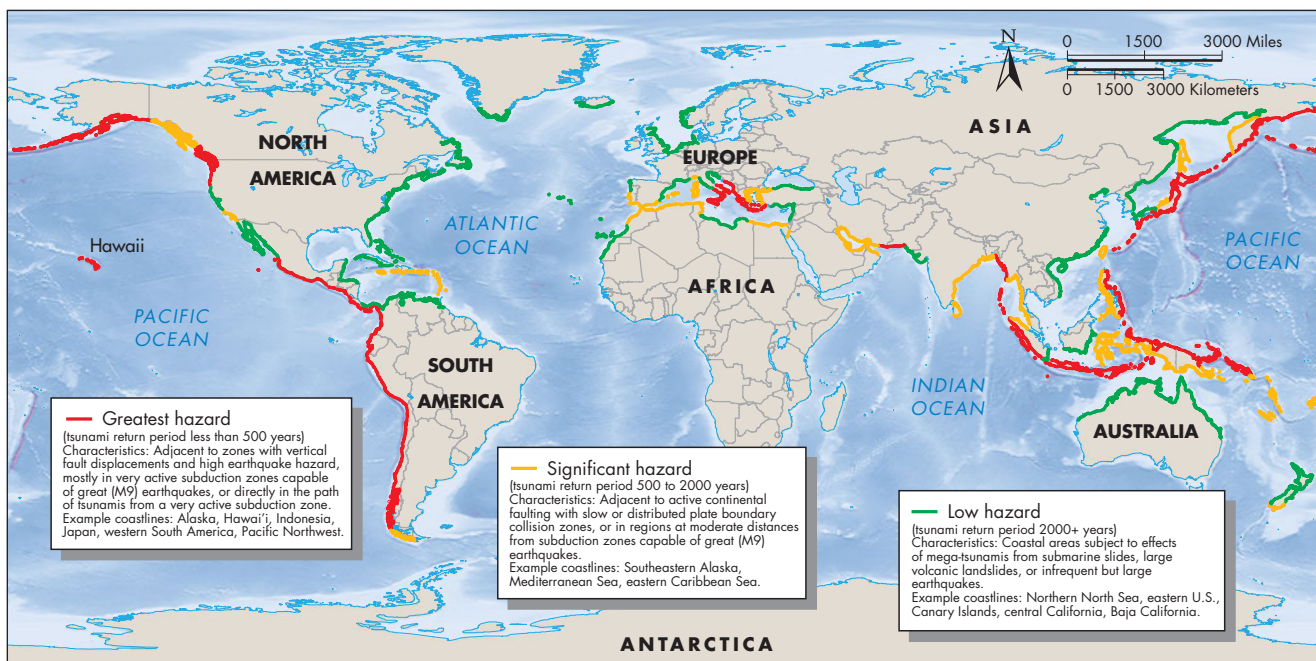 N
0 1500 3000 Miles
0 1500 3000 Kilometers
NORTH
AMERICA
EUROPE
ASIA
ATLANTIC
OCEAN
Hawaii
PACIFIC
OCEAN
AFRICA
PACIFIC
OCEAN
SOUTH
AMERICA
INDIAN
OCEAN
AUSTRALIA
Greatest hazard
(tsunami return period less than 500 years)
Characteristics: Adjacent to zones with vertical
fault displacements and high earthquake hazard,
mostly in very active subduction zones capable
of great (M9) earthquakes, or directly in the path
of tsunamis from a very active subduction zone.
Example coastlines: Alaska, Hawai’i, Indonesia,
Japan, western South America, Pacific Northwest.
Significant hazard
(tsunami return period 500 to 2000 years)
Characteristics: Adjacent to active continental
faulting with slow or distributed plate boundary
collision zones, or in regions at moderate distances
from subduction zones capable of great (M9)
earthquakes.
Example coastlines: Southeastern Alaska,
Mediterranean Sea, eastern Caribbean Sea.
Low hazard
(tsunami return period 2000+ years)
Characteristics: Coastal areas subject to effects
of mega-tsunamis from submarine slides, large
volcanic landslides, or infrequent but large
earthquakes.
Example coastlines: Northern North Sea, eastern U.S.,
Canary Islands, central California, Baja California.
ANTARCTICA